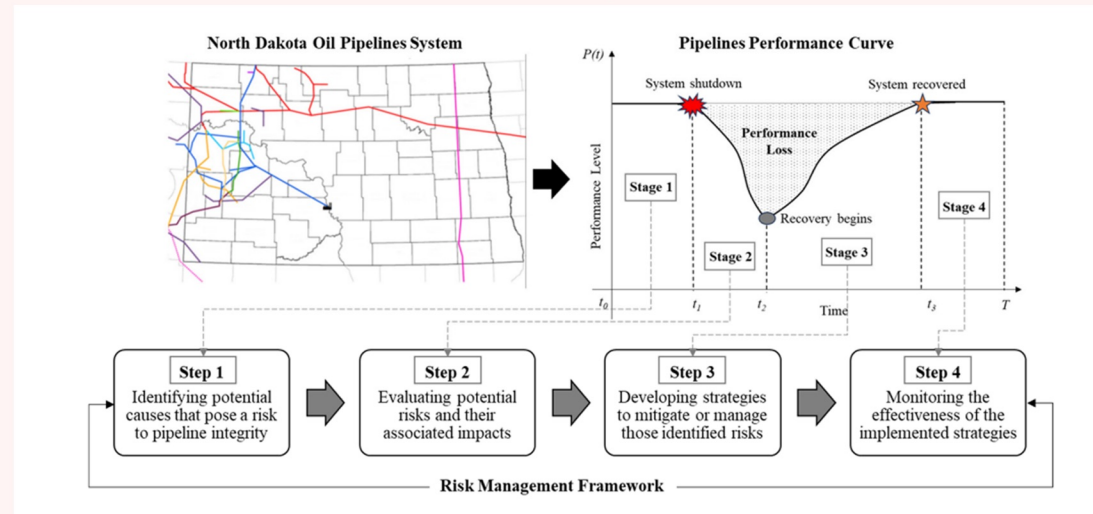 North Dakota Oil Pipelines System
Pipelines Performance Curve
P(t)
System shutdown
System recovered
Performance
Loss
Performance Level
Stage 1
Stage 4
Recovery begins
Stage 2
Stage 3
t0
t1
t2
Time
t3
T
Step 1
Identifying potential
causes that pose a risk
to pipeline integrity
Step 2
Evaluating potential
risks and their
associated impacts
Step 3
Developing strategies
to mitigate or manage
those identified risks
Step 4
Monitoring the
effectiveness of the
implemented strategies
Risk Management Framework